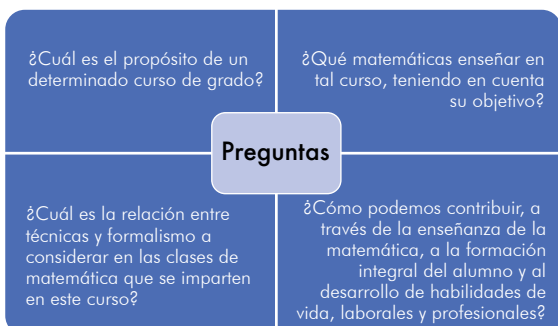 ¿Cuál es el propósito de un
determinado curso de grado?
¿Qué matemáticas enseñar en
tal curso, teniendo en cuenta
su objetivo?
Preguntas
¿Cuál es la relación entre
técnicas y formalismo a
considerar en las clases de
matemática que se imparten
en este curso?
¿Cómo podemos contribuir, a
través de la enseñanza de la
matemática, a la formación
integral del alumno y al
desarrollo de habilidades de
vida, laborales y profesionales?